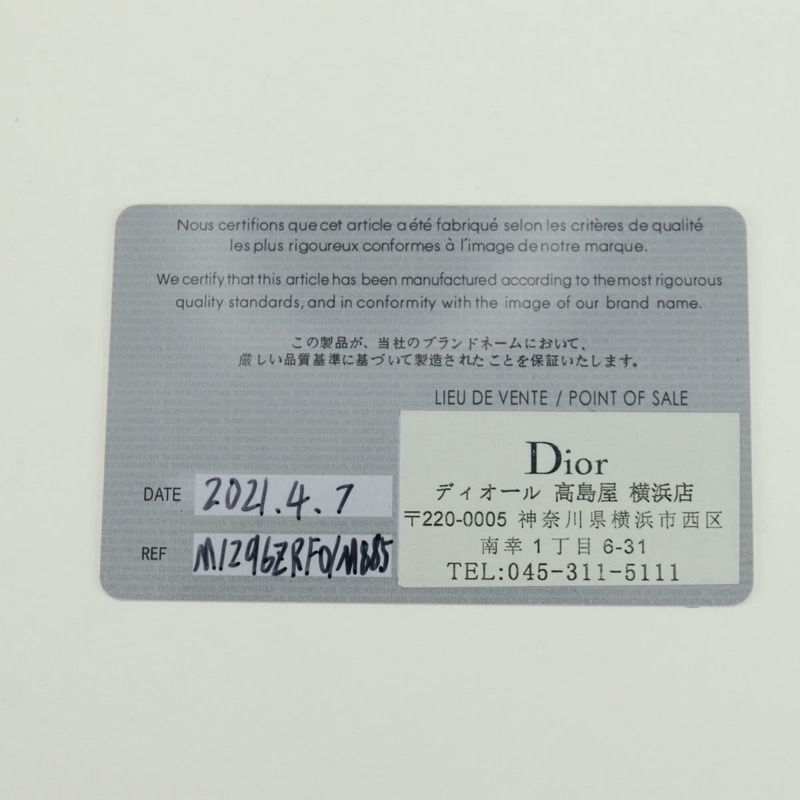 Nous certifions que cet article a été fabriqué selon les critères de qualité
les plus rigoureux conformes à l'image de notre marque.
We certify that this article has been manufactured according to the most rigourous
quality standards, and in conformity with the image of our brand name.
この製品が、当社のブランドネームにおいて、
厳しい品質基準に基づいて製造されたことを保証いたします。
LIEU DE VENTE / POINT OF SALE
Dior
ディオール 高島屋 横浜店
〒220-0005 神奈川県横浜市西区
南幸1丁目6-31
TEL:045-311-5111
DATE 2021.4.7
REF M1296ZRFO/M885